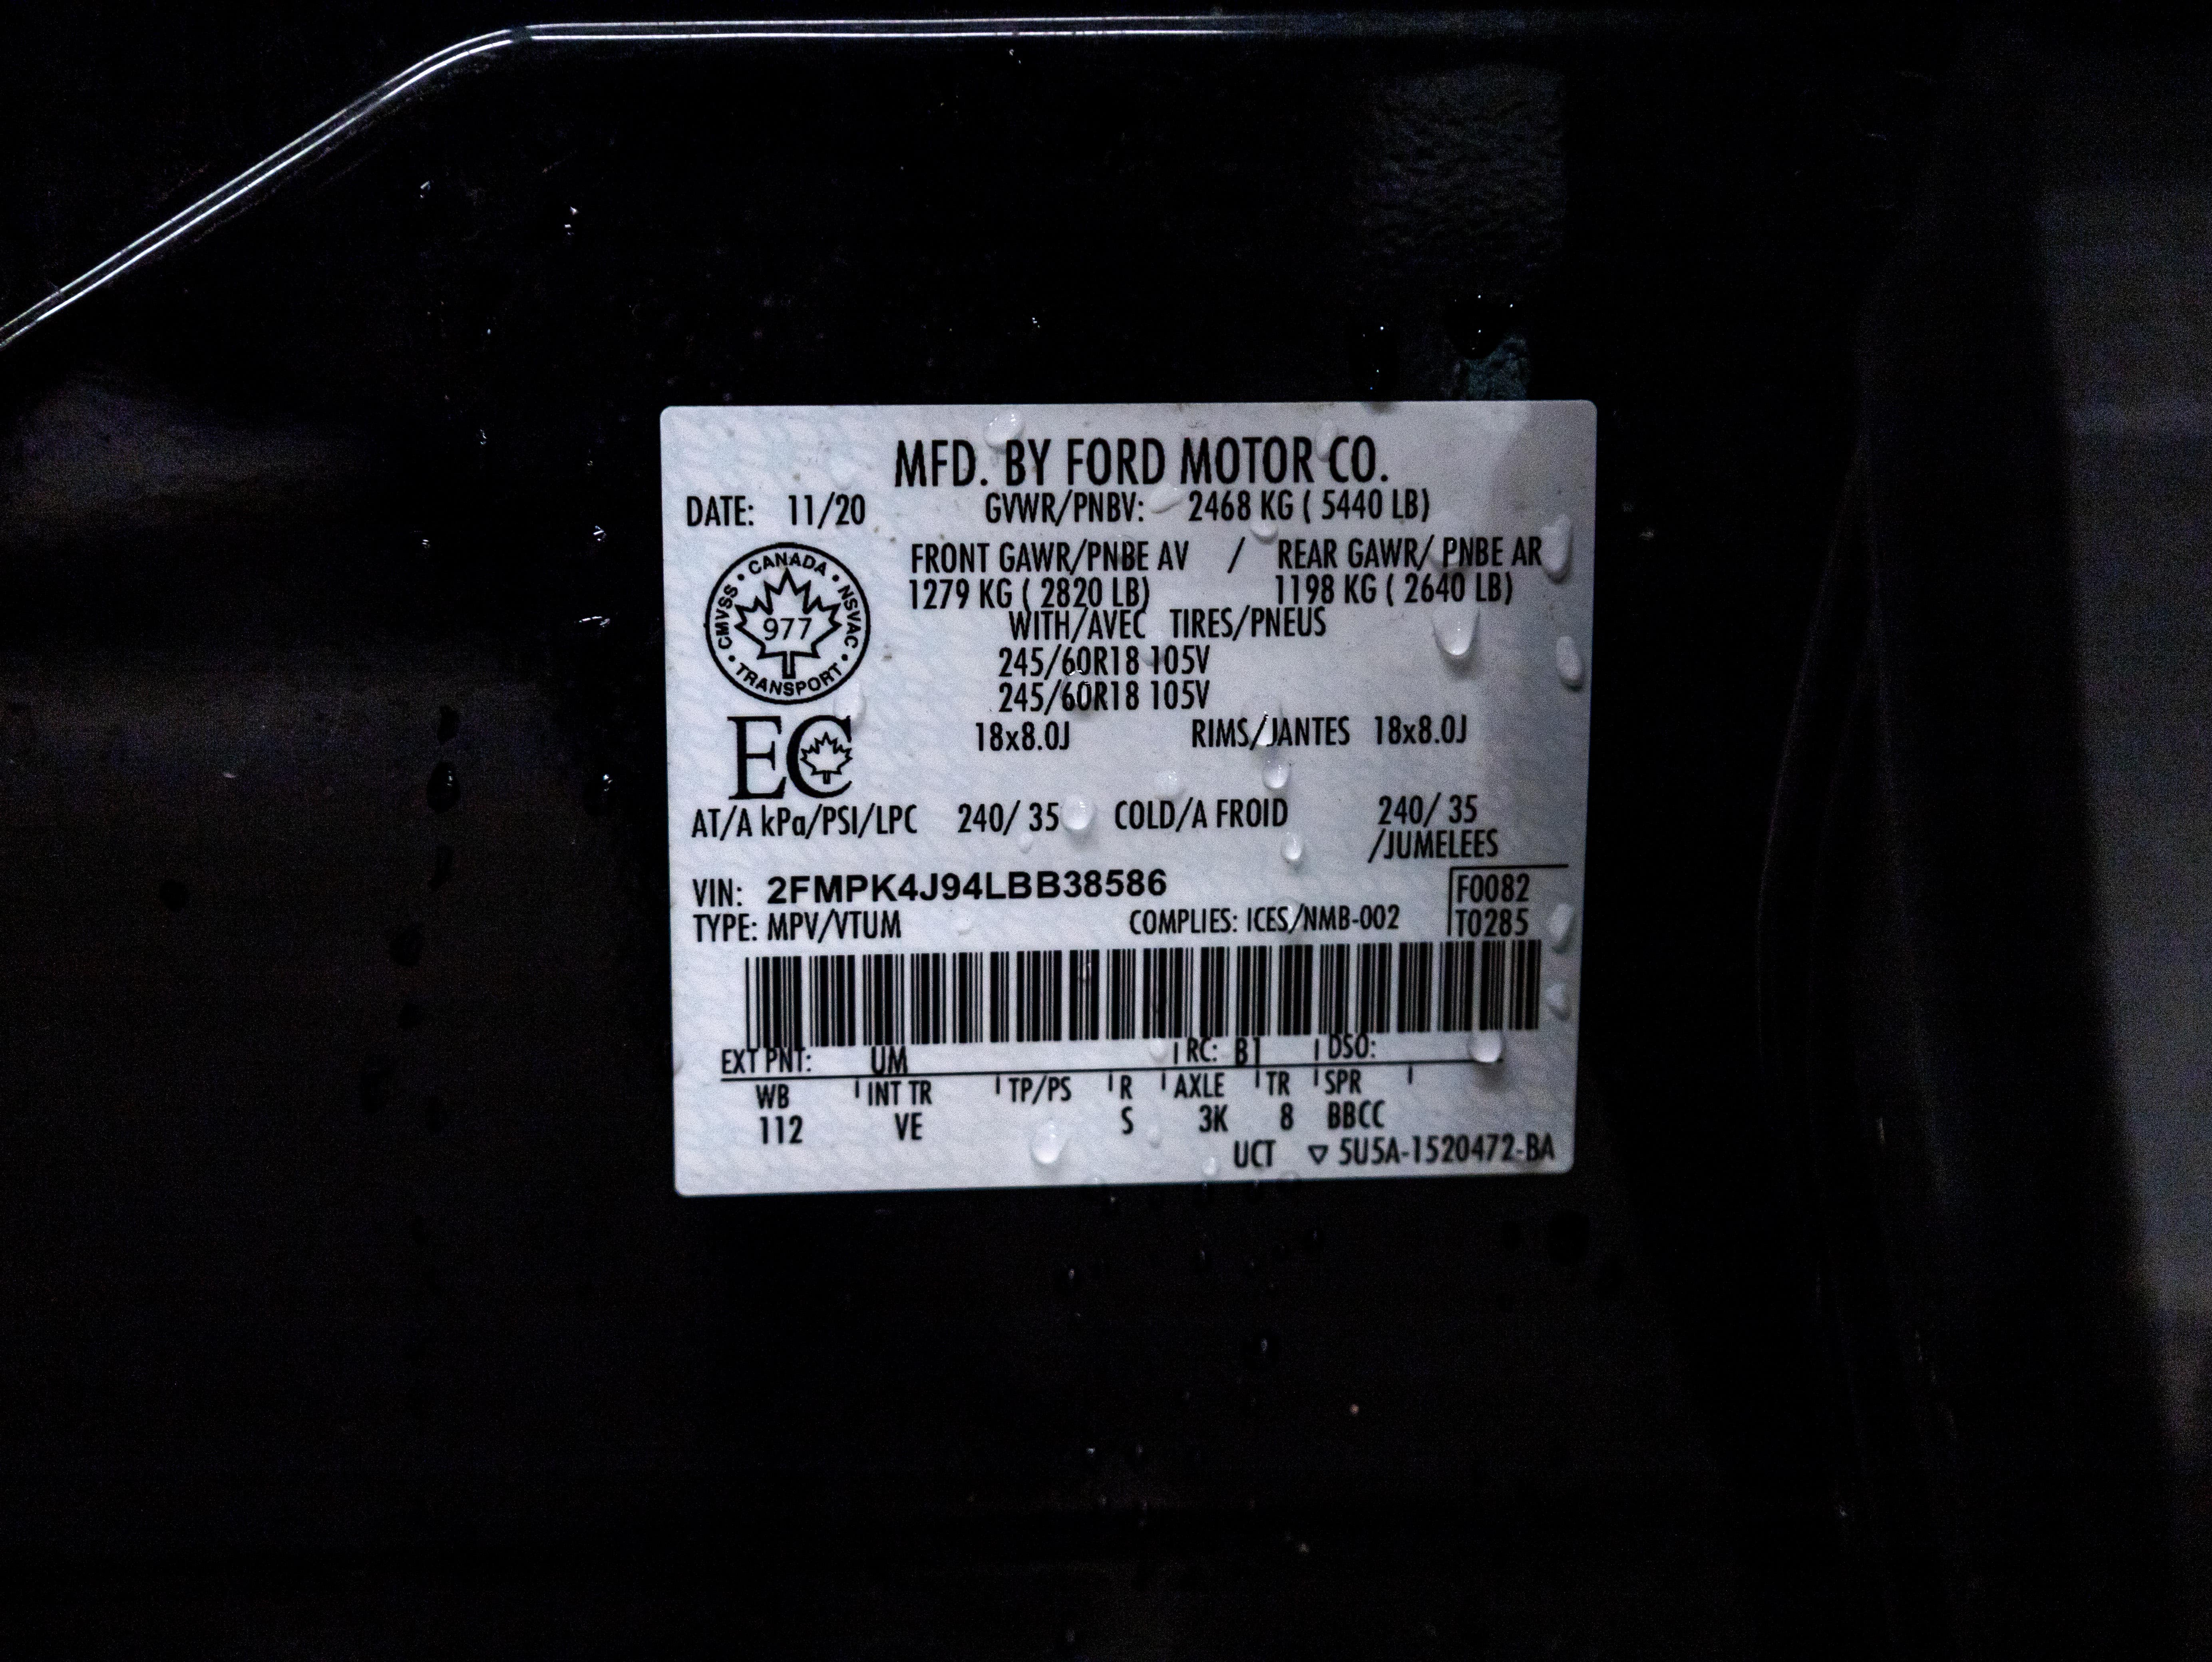 MFD. BY FORD MOTOR CO.
DATE: 11/20 GVWR/PNBV: 2468 KG ( 5440 LB)
FRONT GAWR/PNBE AV / REAR GAWR/ PNBE AR
1279 KG ( 2820 LB) 1198 KG ( 2640 LB)
WITH/AVEC TIRES/PNEUS
245/60R18 105V
245/60R18 105V
18x8.0J RIMS/JANTES 18x8.0J
CANADA • NSVAC • TRANSPORT • CMVSS •
977
EC
AT/A kPa/PSI/LPC 240/ 35 COLD/A FROID 240/ 35
/JUMELEES
VIN: 2FMPK4J94LBB38586 F0082
TYPE: MPV/VTUM COMPLIES: ICES/NMB-002 T0285
EXT PNT: UM RC: B1 DSO:
WB INT TR TP/PS R AXLE TR SPR
112 VE S 3K 8 BBCC
UCT ▽ 5U5A-1520472-BA